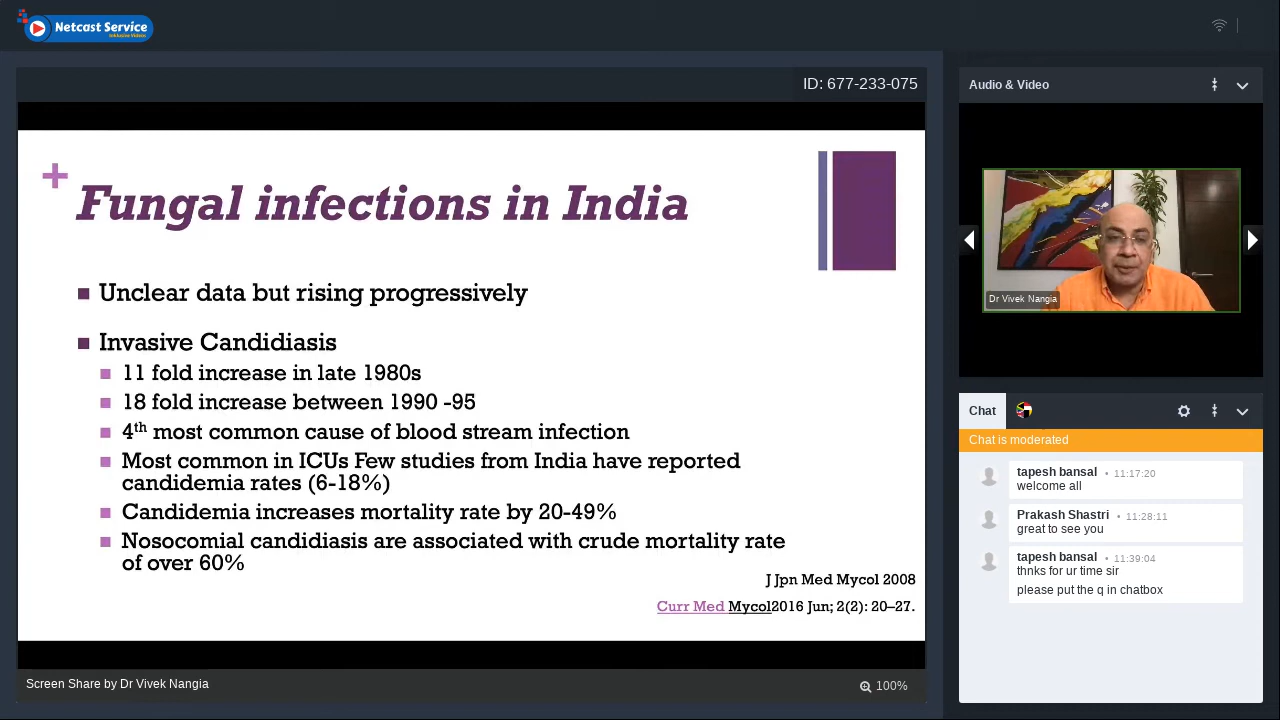 Netcast Service
Inklusive Videos
ID: 677-233-075
+
Fungal infections in India
Unclear data but rising progressively
Invasive Candidiasis
11 fold increase in late 1980s
18 fold increase between 1990 -95
4th most common cause of blood stream infection
Most common in ICUs Few studies from India have reported
candidemia rates (6-18%)
Candidemia increases mortality rate by 20-49%
Nosocomial candidiasis are associated with crude mortality rate
of over 60%
J Jpn Med Mycol 2008
Curr Med Mycol2016 Jun; 2(2): 20–27.
Screen Share by Dr Vivek Nangia
100%
Audio & Video
Dr Vivek Nangia
Chat
Chat is moderated
tapesh bansal • 11:17:20
welcome all
Prakash Shastri • 11:28:11
great to see you
tapesh bansal • 11:39:04
thnks for ur time sir
please put the q in chatbox